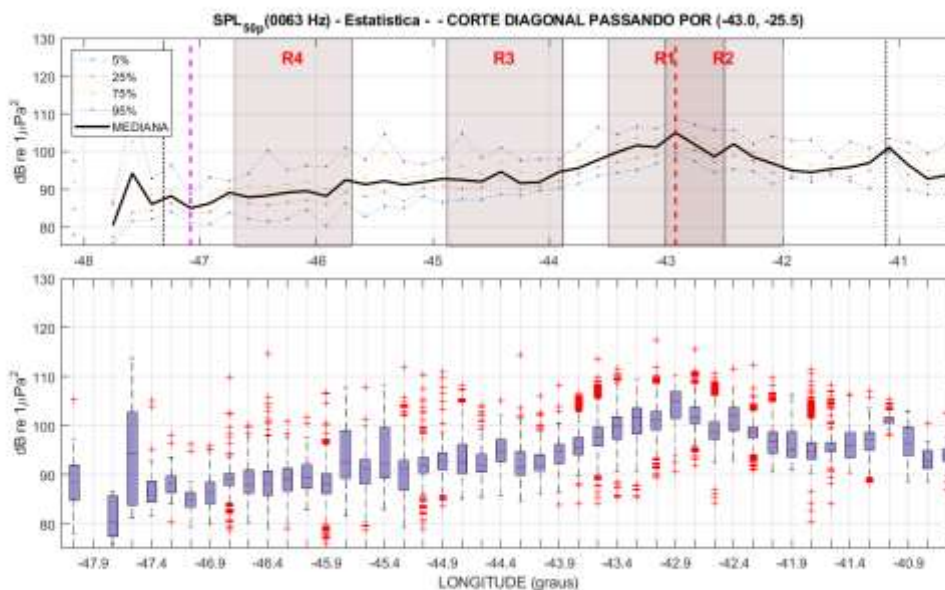 SPL50p(0063 Hz) - Estatistica - - CORTE DIAGONAL PASSANDO POR (-43.0, -25.5)
130
120
110
100
90
80
dB re 1μPa²
5%
25%
75%
95%
MEDIANA
R4
R3
R1
R2
-48 -47 -46 -45 -44 -43 -42 -41
130
120
110
100
90
80
dB re 1μPa²
-47.9 -47.4 -46.9 -46.4 -45.9 -45.4 -44.9 -44.4 -43.9 -43.4 -42.9 -42.4 -41.9 -41.4 -40.9
LONGITUDE (graus)